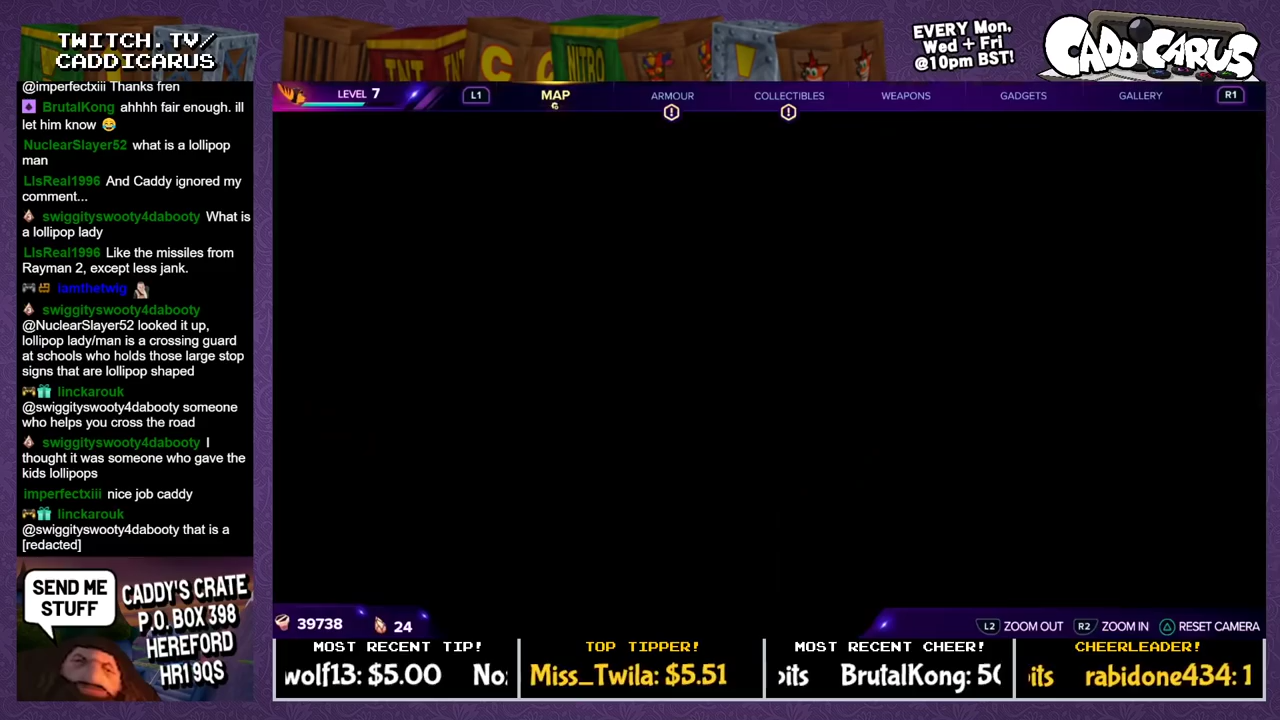 TWITCH.TV/
CADDICARUS
TNT
TNT
C
C
NITRO
EVERY Mon,
Wed + Fri
@10pm BST!
CADDICARUS
@imperfectxiii Thanks fren
BrutalKong ahhhh fair enough. ill
let him know
NuclearSlayer52 what is a lollipop
man
LIsReal1996 And Caddy ignored my
comment...
swiggityswooty4dabooty What is
a lollipop lady
LIsReal1996 Like the missiles from
Rayman 2, except less jank.
iamthetwig
swiggityswooty4dabooty
@NuclearSlayer52 looked it up,
lollipop lady/man is a crossing guard
at schools who holds those large stop
signs that are lollipop shaped
linckarouk
@swiggityswooty4dabooty someone
who helps you cross the road
swiggityswooty4dabooty I
thought it was someone who gave the
kids lollipops
imperfectxiii nice job caddy
linckarouk
@swiggityswooty4dabooty that is a
[redacted]
SEND ME
STUFF
CADDY'S CRATE
P.O. BOX 398
HEREFORD
HR1 9QS
LEVEL 7
L1
MAP
ARMOUR
COLLECTIBLES
WEAPONS
GADGETS
GALLERY
R1
39738
24
L2 ZOOM OUT
R2 ZOOM IN
RESET CAMERA
MOST RECENT TIP!
wolf13: $5.00 No
TOP TIPPER!
Miss_Twila: $5.51
MOST RECENT CHEER!
bits BrutalKong: 50
CHEERLEADER!
its rabidone434: 1